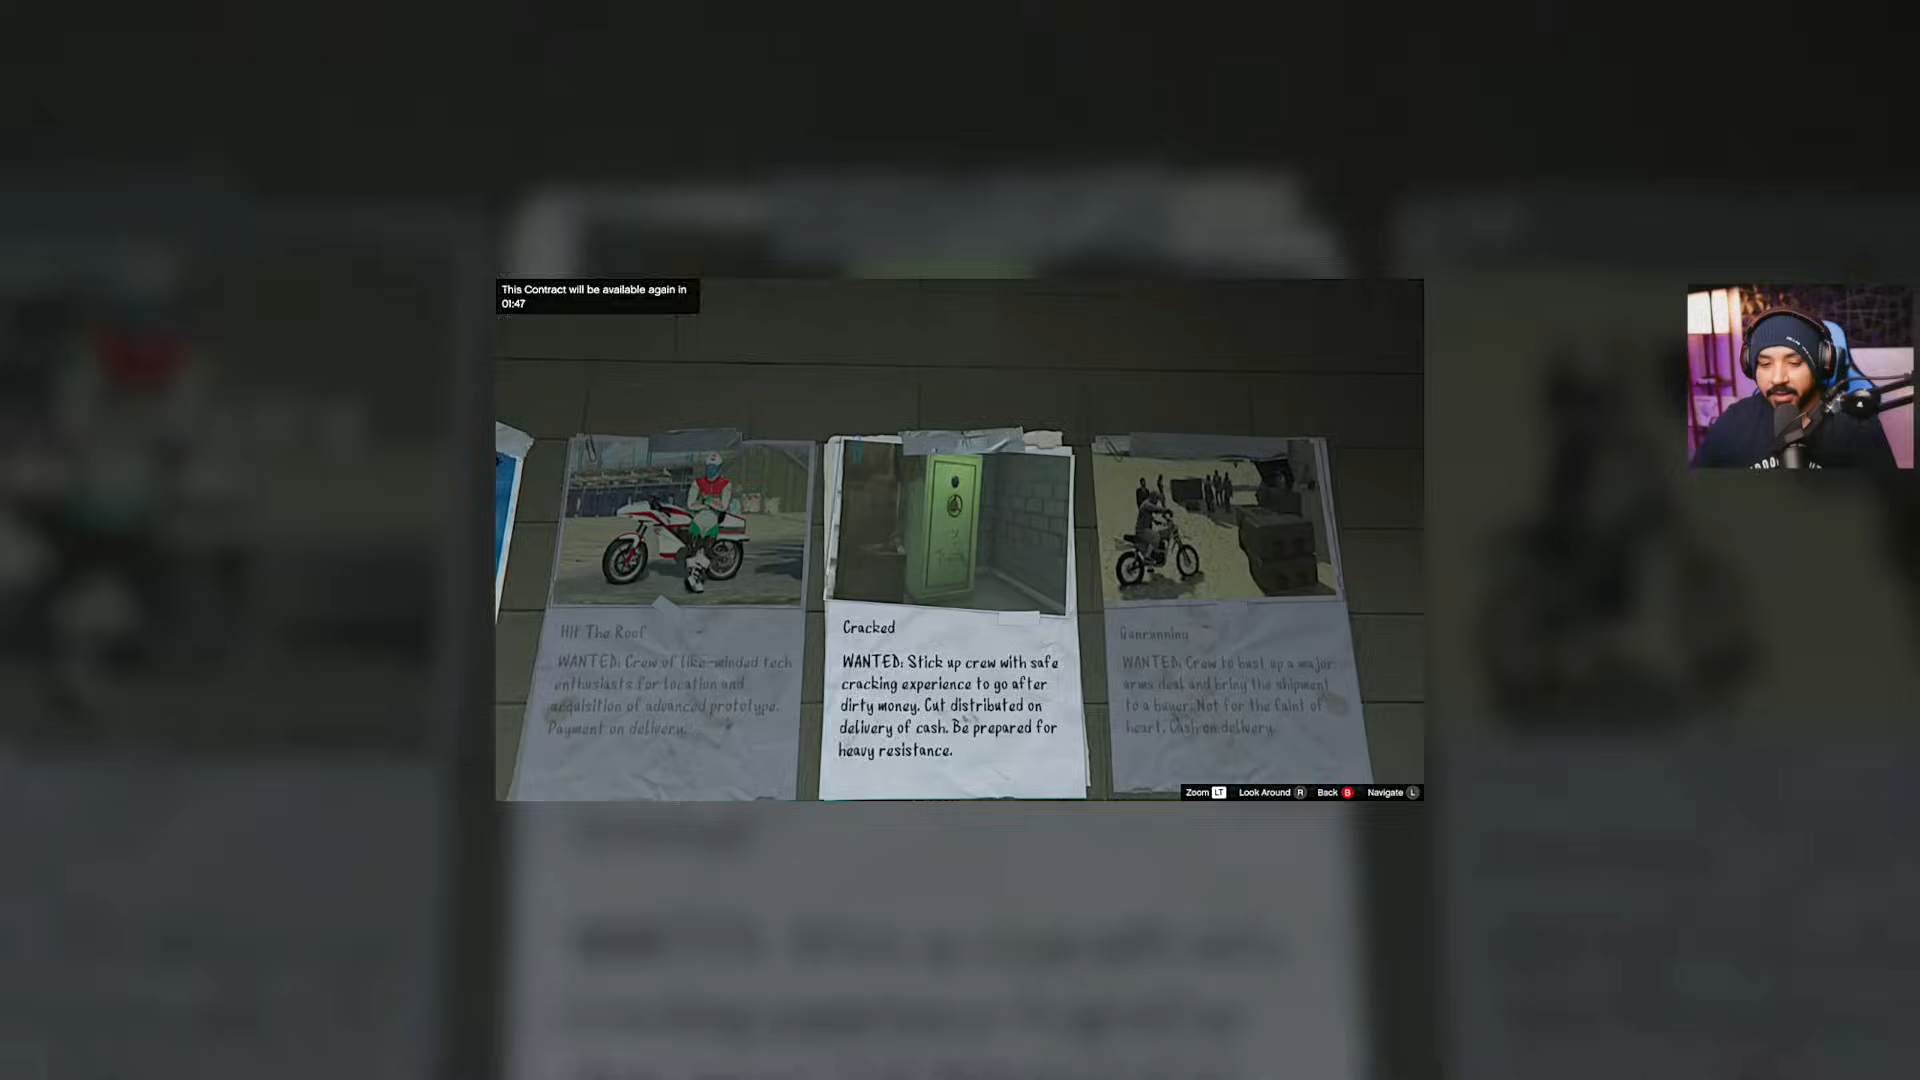 This Contract will be available again in
01:47
Hit The Roof
WANTED: Crew of like-minded tech
enthusiasts for location and
acquisition of advanced prototype.
Payment on delivery.
Cracked
WANTED: Stick up crew with safe
cracking experience to go after
dirty money. Cut distributed on
delivery of cash. Be prepared for
heavy resistance.
Gunrunning
WANTED: Crew to bust up a major
arms deal and bring the shipment
to a buyer. Not for the faint of
heart. Cash on delivery.
Zoom LT Look Around R Back B Navigate L